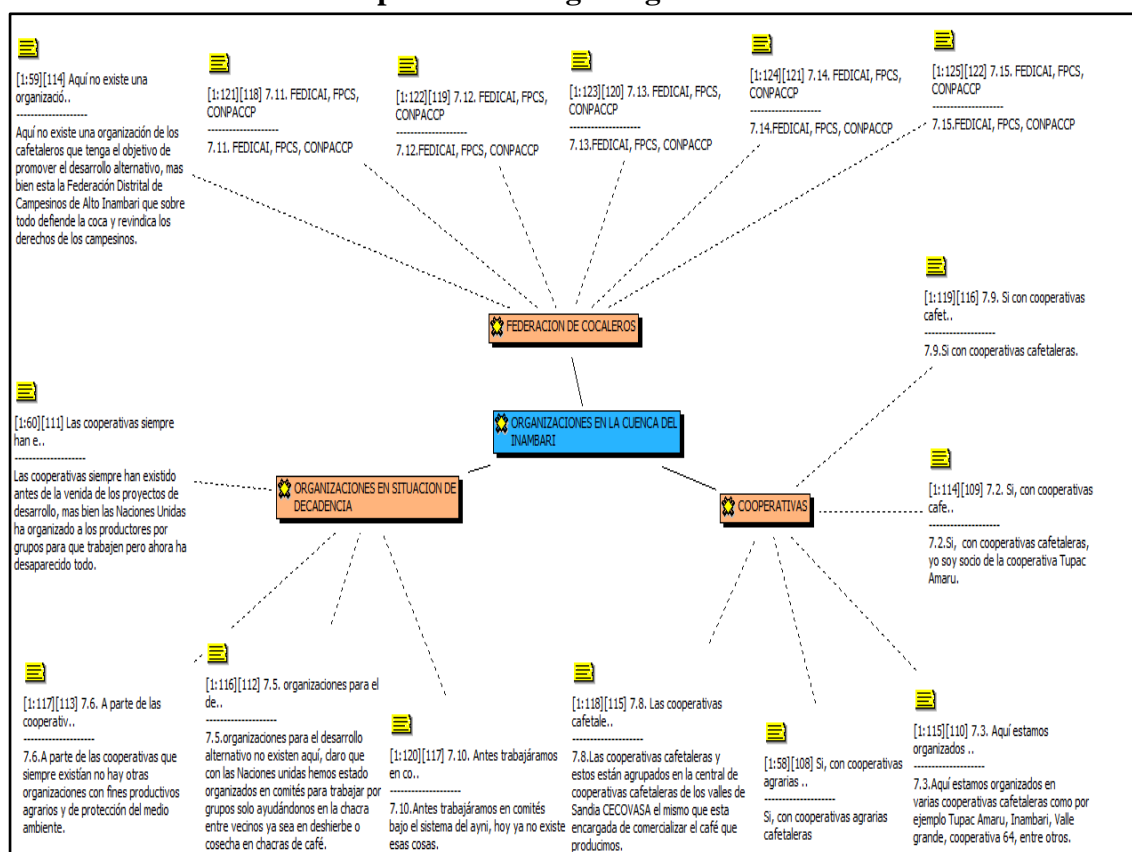 [1:59][114] Aquí no existe una
organizació..
--------------------
Aquí no existe una organización de los
cafetaleros que tenga el objetivo de
promover el desarrollo alternativo, mas
bien esta la Federación Distrital de
Campesinos de Alto Inambari que sobre
todo defiende la coca y revindica los
derechos de los campesinos.
[1:121][118] 7.11. FEDICAI, FPCS,
CONPACCP
--------------------
7.11. FEDICAI, FPCS, CONPACCP
[1:122][119] 7.12. FEDICAI, FPCS,
CONPACCP
--------------------
7.12.FEDICAI, FPCS, CONPACCP
[1:123][120] 7.13. FEDICAI, FPCS,
CONPACCP
--------------------
7.13.FEDICAI, FPCS, CONPACCP
[1:124][121] 7.14. FEDICAI, FPCS,
CONPACCP
--------------------
7.14.FEDICAI, FPCS, CONPACCP
[1:125][122] 7.15. FEDICAI, FPCS,
CONPACCP
--------------------
7.15.FEDICAI, FPCS, CONPACCP
FEDERACION DE COCALEROS
[1:119][116] 7.9. Si con cooperativas
cafet..
--------------------
7.9.Si con cooperativas cafetaleras.
[1:60][111] Las cooperativas siempre
han e..
--------------------
Las cooperativas siempre han existido
antes de la venida de los proyectos de
desarrollo, mas bien las Naciones Unidas
ha organizado a los productores por
grupos para que trabajen pero ahora ha
desaparecido todo.
ORGANIZACIONES EN LA CUENCA DEL
INAMBARI
ORGANIZACIONES EN SITUACION DE
DECADENCIA
COOPERATIVAS
[1:114][109] 7.2. Si, con cooperativas
cafe..
--------------------
7.2.Si, con cooperativas cafetaleras,
yo soy socio de la cooperativa Tupac
Amaru.
[1:117][113] 7.6. A parte de las
cooperativ..
--------------------
7.6.A parte de las cooperativas que
siempre existían no hay otras
organizaciones con fines productivos
agrarios y de protección del medio
ambiente.
[1:116][112] 7.5. organizaciones para el
de..
--------------------
7.5.organizaciones para el desarrollo
alternativo no existen aquí, claro que
con las Naciones unidas hemos estado
organizados en comités para trabajar por
grupos solo ayudándonos en la chacra
entre vecinos ya sea en deshierbe o
cosecha en chacras de café.
[1:120][117] 7.10. Antes trabajáramos
en co..
--------------------
7.10.Antes trabajáramos en comités
bajo el sistema del ayni, hoy ya no existe
esas cosas.
[1:118][115] 7.8. Las cooperativas
cafetale..
--------------------
7.8.Las cooperativas cafetaleras y
estos están agrupados en la central de
cooperativas cafetaleras de los valles de
Sandia CECOVASA el mismo que esta
encargada de comercializar el café que
producimos.
[1:58][108] Si, con cooperativas
agrarias ..
--------------------
Si, con cooperativas agrarias
cafetaleras
[1:115][110] 7.3. Aquí estamos
organizados ..
--------------------
7.3.Aquí estamos organizados en
varias cooperativas cafetaleras como por
ejemplo Tupac Amaru, Inambari, Valle
grande, cooperativa 64, entre otros.